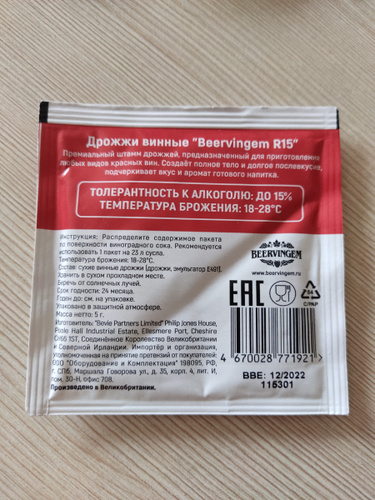 Дрожжи винные "Beervingem R15"
Премиальный штамм дрожжей, предназначенный для приготовления
любых видов красных вин. Создаёт полное тело и долгое послевкусие,
подчеркивает вкус и аромат готового напитка.
ТОЛЕРАНТНОСТЬ К АЛКОГОЛЮ: ДО 15%
ТЕМПЕРАТУРА БРОЖЕНИЯ: 18-28°C
Инструкция: Распределите содержимое пакета
по поверхности виноградного сока. Рекомендуется
использовать 1 пакет на 23 л сусла.
Температура брожения: 18-28°C.
Состав: сухие винные дрожжи (дрожжи, эмульгатор E491).
Хранить в сухом прохладном месте.
Беречь от солнечных лучей.
Срок годности: 24 месяца.
Годен до: см. на упаковке.
Упаковано в защитной атмосфере.
Масса нетто: 5 г.
Изготовитель: "Bevie Partners Limited" Philip Jones House,
Poole Hall Industrial Estate, Ellesmere Port, Cheshire
CH66 1ST, Соединённое Королевство Великобритании
и Северной Ирландии. Импортёр и организация,
уполномоченная на принятие претензий от покупателей:
ООО "Оборудование и Комплектация" 198095, РФ,
г. СПб, Маршала Говорова ул., д. 35, корп. 4, лит. И,
пом. 30-Н, офис 708.
Произведено в Великобритании.
BEERVINGEM
www.beervingem.ru
EAC
C/PAP
4 670028 771921
BBE: 12/2022
115301